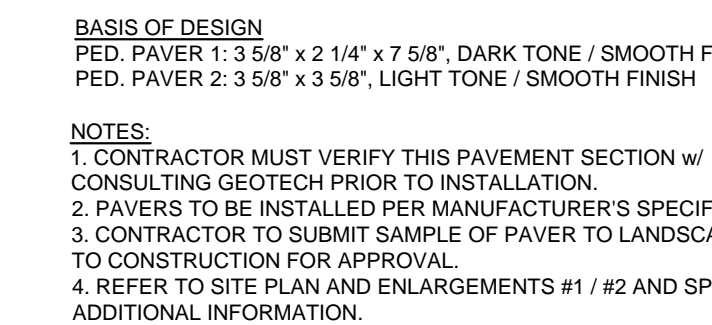 BASIS OF DESIGN
PED. PAVER 1: 3 5/8" x 2 1/4" x 7 5/8", DARK TONE / SMOOTH
PED. PAVER 2: 3 5/8" x 3 5/8", LIGHT TONE / SMOOTH FINISH
NOTES:
1. CONTRACTOR MUST VERIFY THIS PAVEMENT SECTION w/
CONSULTING GEOTECH PRIOR TO INSTALLATION.
2. PAVERS TO BE INSTALLED PER MANUFACTURER'S
3. CONTRACTOR TO SUBMIT SAMPLE OF PAVER TO
TO CONSTRUCTION FOR APPROVAL.
4. REFER TO SITE PLAN AND ENLARGEMENTS #1 / #2 AND
ADDITIONAL INFORMATION.